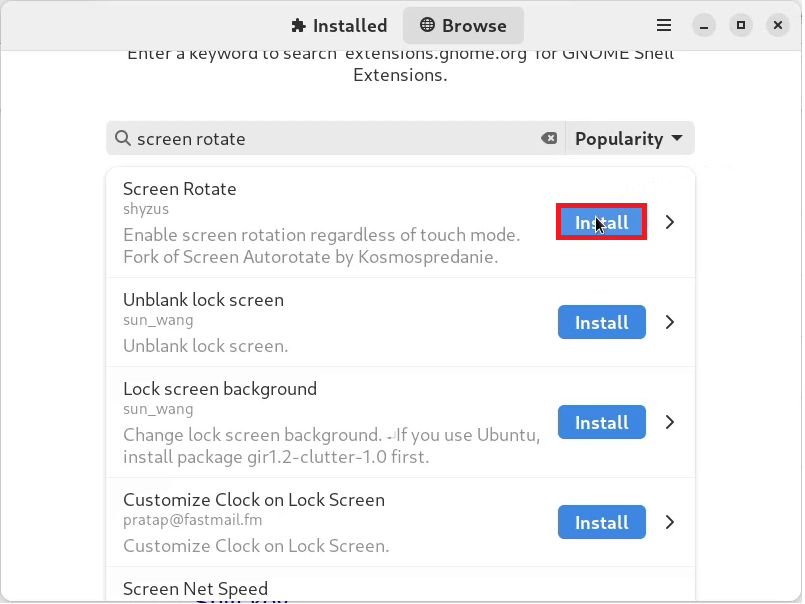 Installed
Browse
Enter a keyword to search 'extensions.gnome.org' for GNOME Shell
Extensions.
screen rotate
Popularity
Screen Rotate
shyzus
Enable screen rotation regardless of touch mode.
Fork of Screen Autorotate by Kosmospredanie.
Install
Unblank lock screen
sun_wang
Unblank lock screen.
Install
Lock screen background
sun_wang
Change lock screen background. If you use Ubuntu,
install package gir1.2-clutter-1.0 first.
Install
Customize Clock on Lock Screen
pratap@fastmail.fm
Customize Clock on Lock Screen.
Install
Screen Net Speed